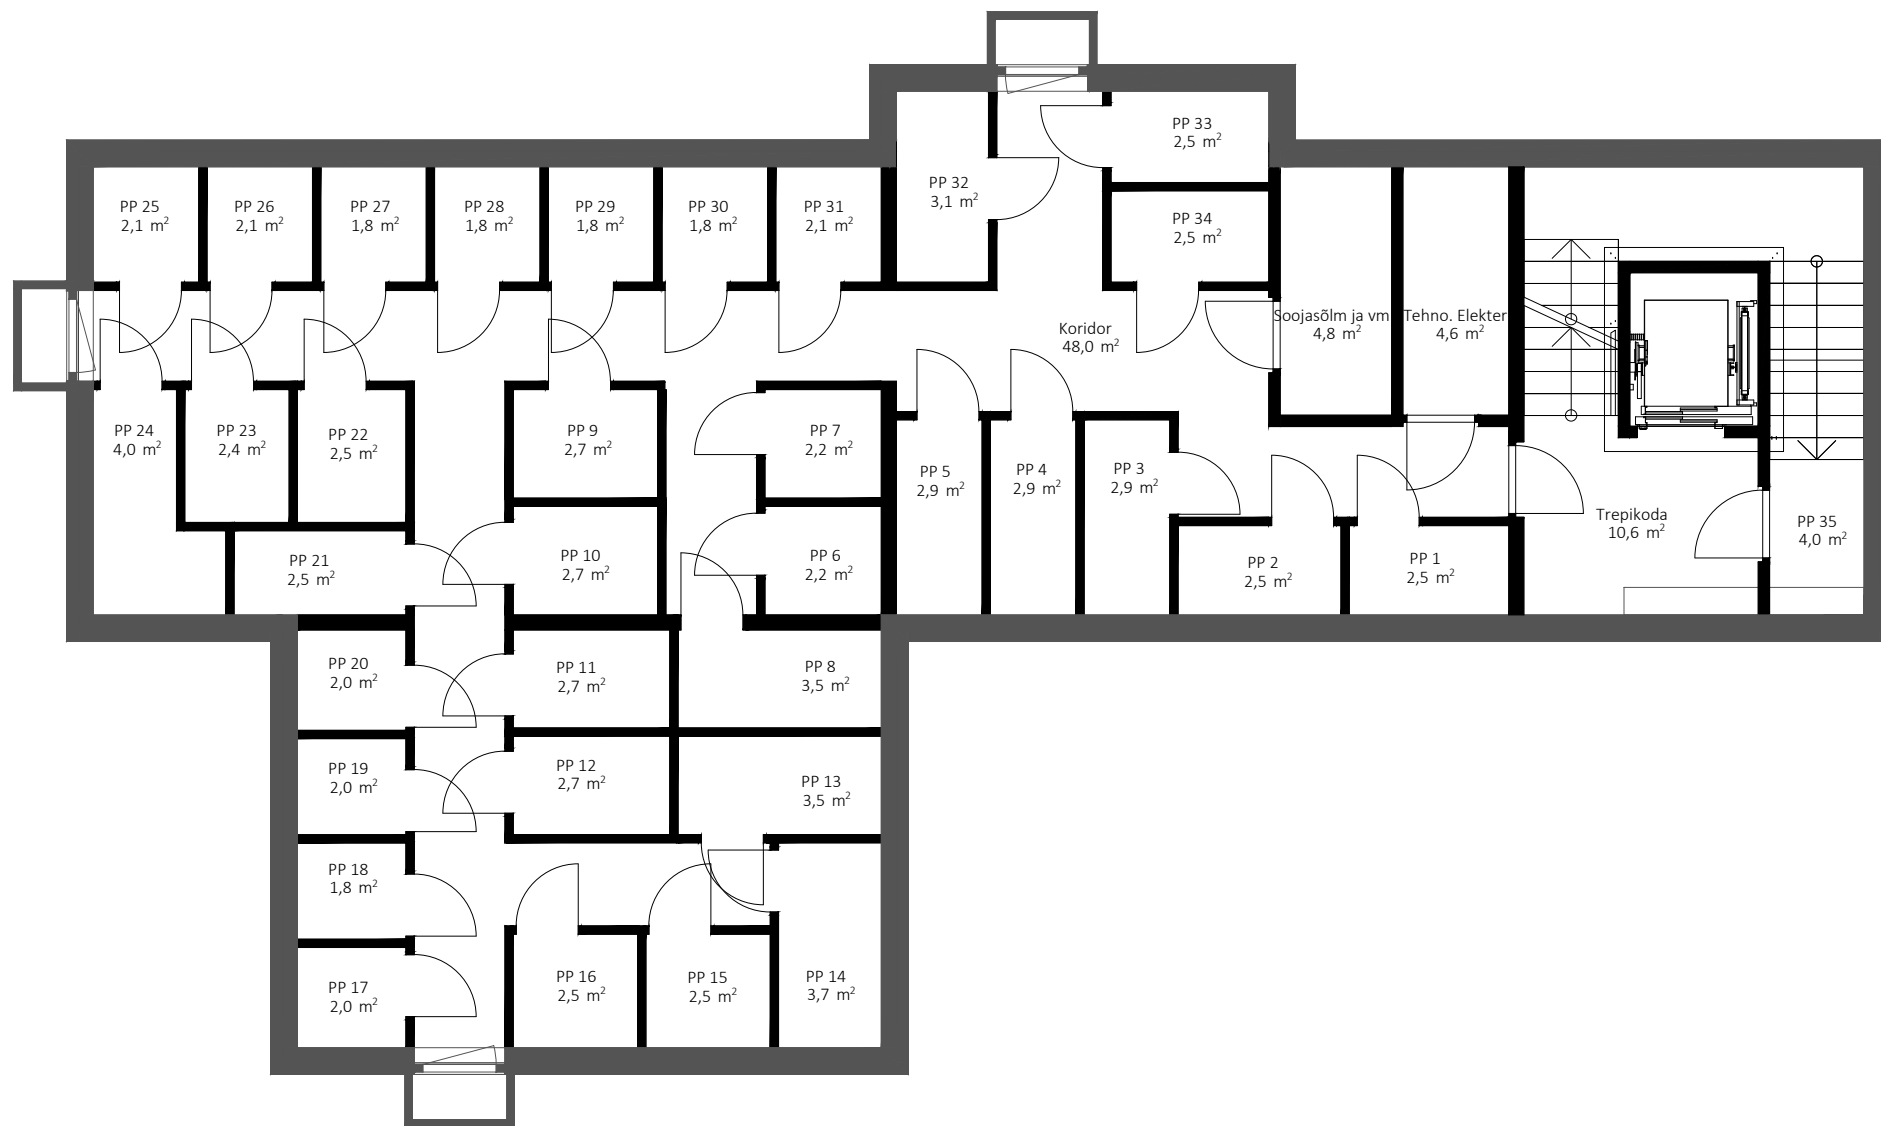 PP 33
2,5 m²
PP 32
3,1 m²
PP 25
2,1 m²
PP 26
2,1 m²
PP 27
1,8 m²
PP 28
1,8 m²
PP 29
1,8 m²
PP 30
1,8 m²
PP 31
2,1 m²
PP 34
2,5 m²
Koridor
48,0 m²
Soojasõlm ja vm
4,8 m²
Tehno. Elekter
4,6 m²
PP 24
4,0 m²
PP 23
2,4 m²
PP 22
2,5 m²
PP 9
2,7 m²
PP 7
2,2 m²
PP 5
2,9 m²
PP 4
2,9 m²
PP 3
2,9 m²
Trepikoda
10,6 m²
PP 35
4,0 m²
PP 21
2,5 m²
PP 10
2,7 m²
PP 6
2,2 m²
PP 2
2,5 m²
PP 1
2,5 m²
PP 20
2,0 m²
PP 11
2,7 m²
PP 8
3,5 m²
PP 19
2,0 m²
PP 12
2,7 m²
PP 13
3,5 m²
PP 18
1,8 m²
PP 17
2,0 m²
PP 16
2,5 m²
PP 15
2,5 m²
PP 14
3,7 m²